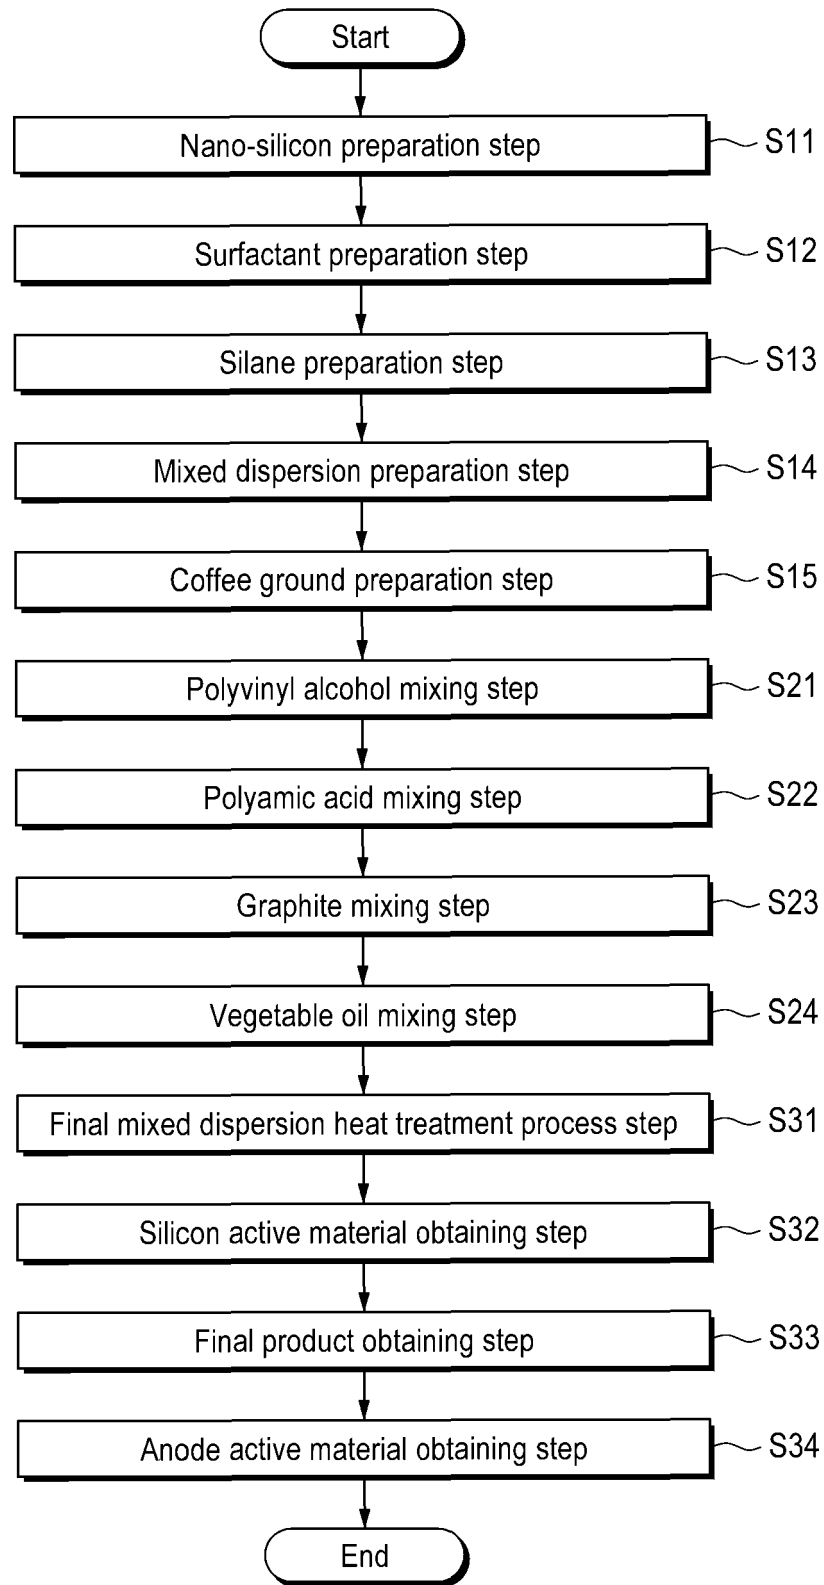 Start
Nano-silicon preparation step S11
Surfactant preparation step S12
Silane preparation step S13
Mixed dispersion preparation step S14
Coffee ground preparation step S15
Polyvinyl alcohol mixing step S21
Polyamic acid mixing step S22
Graphite mixing step S23
Vegetable oil mixing step S24
Final mixed dispersion heat treatment process step S31
Silicon active material obtaining step S32
Final product obtaining step S33
Anode active material obtaining step S34
End